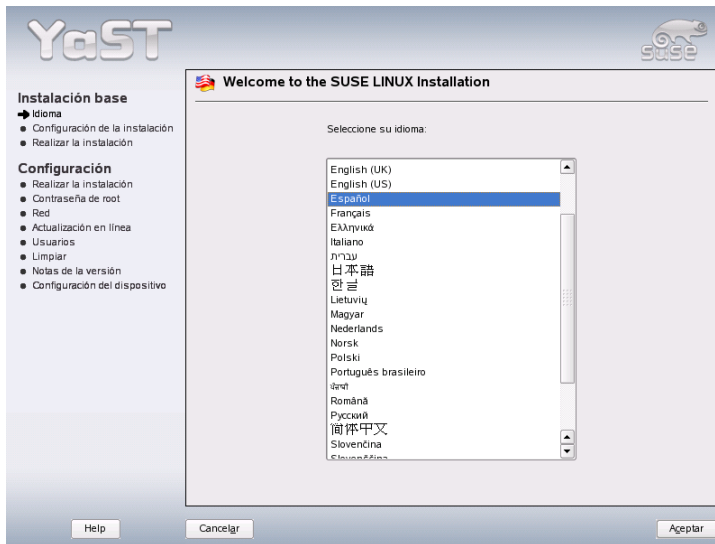 YaST
SUSE
Instalación base
Idioma
Configuración de la instalación
Realizar la instalación
Configuración
Realizar la instalación
Contraseña de root
Red
Actualización en línea
Usuarios
Limpiar
Notas de la versión
Configuración del dispositivo
Welcome to the SUSE LINUX Installation
Seleccione su idioma:
English (UK)
English (US)
Español
Français
Ελληνικά
Italiano
עברית
日本語
한글
Lietuvių
Magyar
Nederlands
Norsk
Polski
Português brasileiro
ਪੰਜਾਬੀ
Română
Русский
简体中文
Slovenčina
Slovenščina
Help
Cancelar
Aceptar